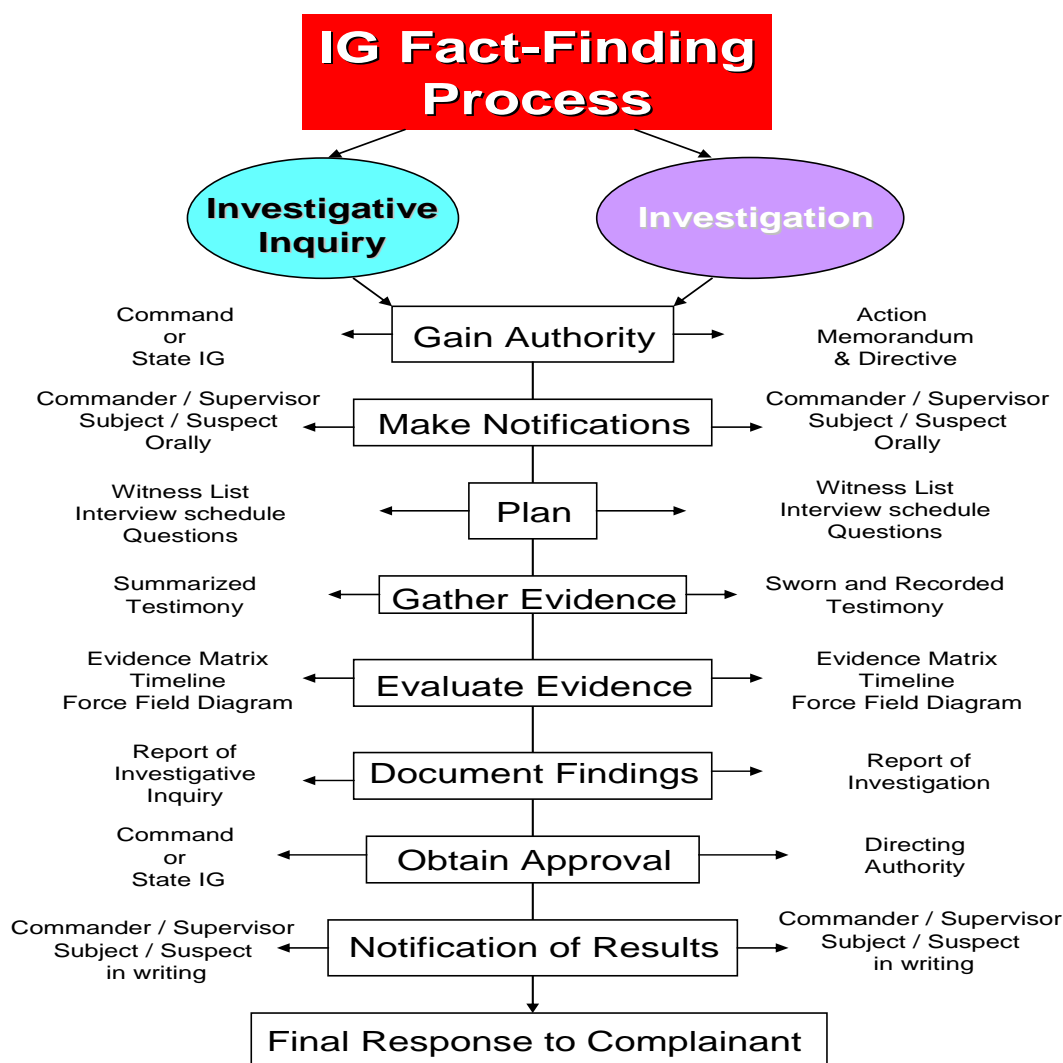 IG Fact-Finding
Process
Investigative
Inquiry
Investigation
Command
or
State IG
Gain Authority
Action
Memorandum
& Directive
Commander / Supervisor
Subject / Suspect
Orally
Make Notifications
Commander / Supervisor
Subject / Suspect
Orally
Witness List
Interview schedule
Questions
Plan
Witness List
Interview schedule
Questions
Summarized
Testimony
Gather Evidence
Sworn and Recorded
Testimony
Evidence Matrix
Timeline
Force Field Diagram
Evaluate Evidence
Evidence Matrix
Timeline
Force Field Diagram
Report of
Investigative
Inquiry
Document Findings
Report of
Investigation
Command
or
State IG
Obtain Approval
Directing
Authority
Commander / Supervisor
Subject / Suspect
in writing
Notification of Results
Commander / Supervisor
Subject / Suspect
in writing
Final Response to Complainant